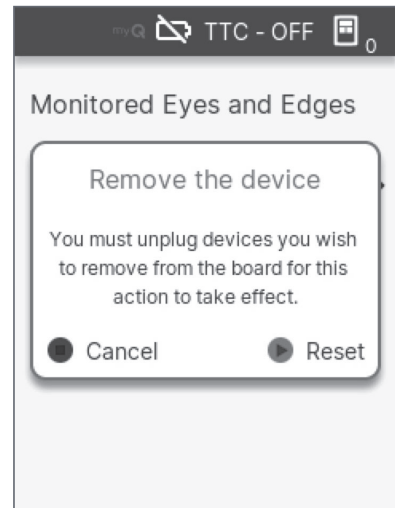 myQ TTC - OFF 0
Monitored Eyes and Edges
Remove the device
You must unplug devices you wish
to remove from the board for this
action to take effect.
Cancel Reset